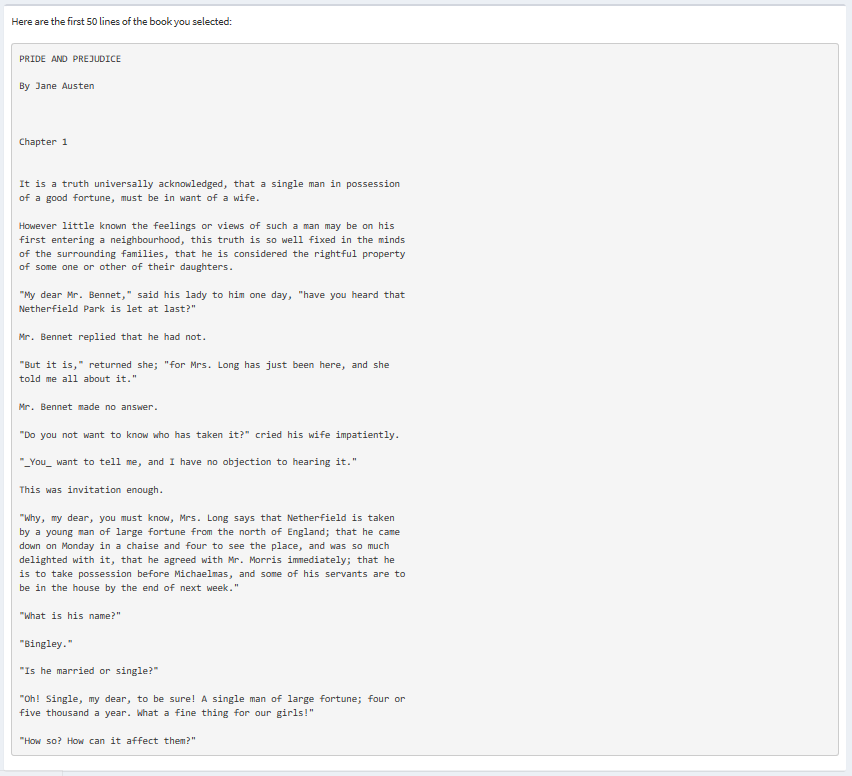 Here are the first 50 lines of the book you selected:
PRIDE AND PREJUDICE
By Jane Austen
Chapter 1
It is a truth universally acknowledged, that a single man in possession
of a good fortune, must be in want of a wife.
However little known the feelings or views of such a man may be on his
first entering a neighbourhood, this truth is so well fixed in the minds
of the surrounding families, that he is considered the rightful property
of some one or other of their daughters.
"My dear Mr. Bennet," said his lady to him one day, "have you heard that
Netherfield Park is let at last?"
Mr. Bennet replied that he had not.
"But it is," returned she; "for Mrs. Long has just been here, and she
told me all about it."
Mr. Bennet made no answer.
"Do you not want to know who has taken it?" cried his wife impatiently.
"_You_ want to tell me, and I have no objection to hearing it."
This was invitation enough.
"Why, my dear, you must know, Mrs. Long says that Netherfield is taken
by a young man of large fortune from the north of England; that he came
down on Monday in a chaise and four to see the place, and was so much
delighted with it, that he agreed with Mr. Morris immediately; that he
is to take possession before Michaelmas, and some of his servants are to
be in the house by the end of next week."
"What is his name?"
"Bingley."
"Is he married or single?"
"Oh! Single, my dear, to be sure! A single man of large fortune; four or
five thousand a year. What a fine thing for our girls!"
"How so? How can it affect them?"